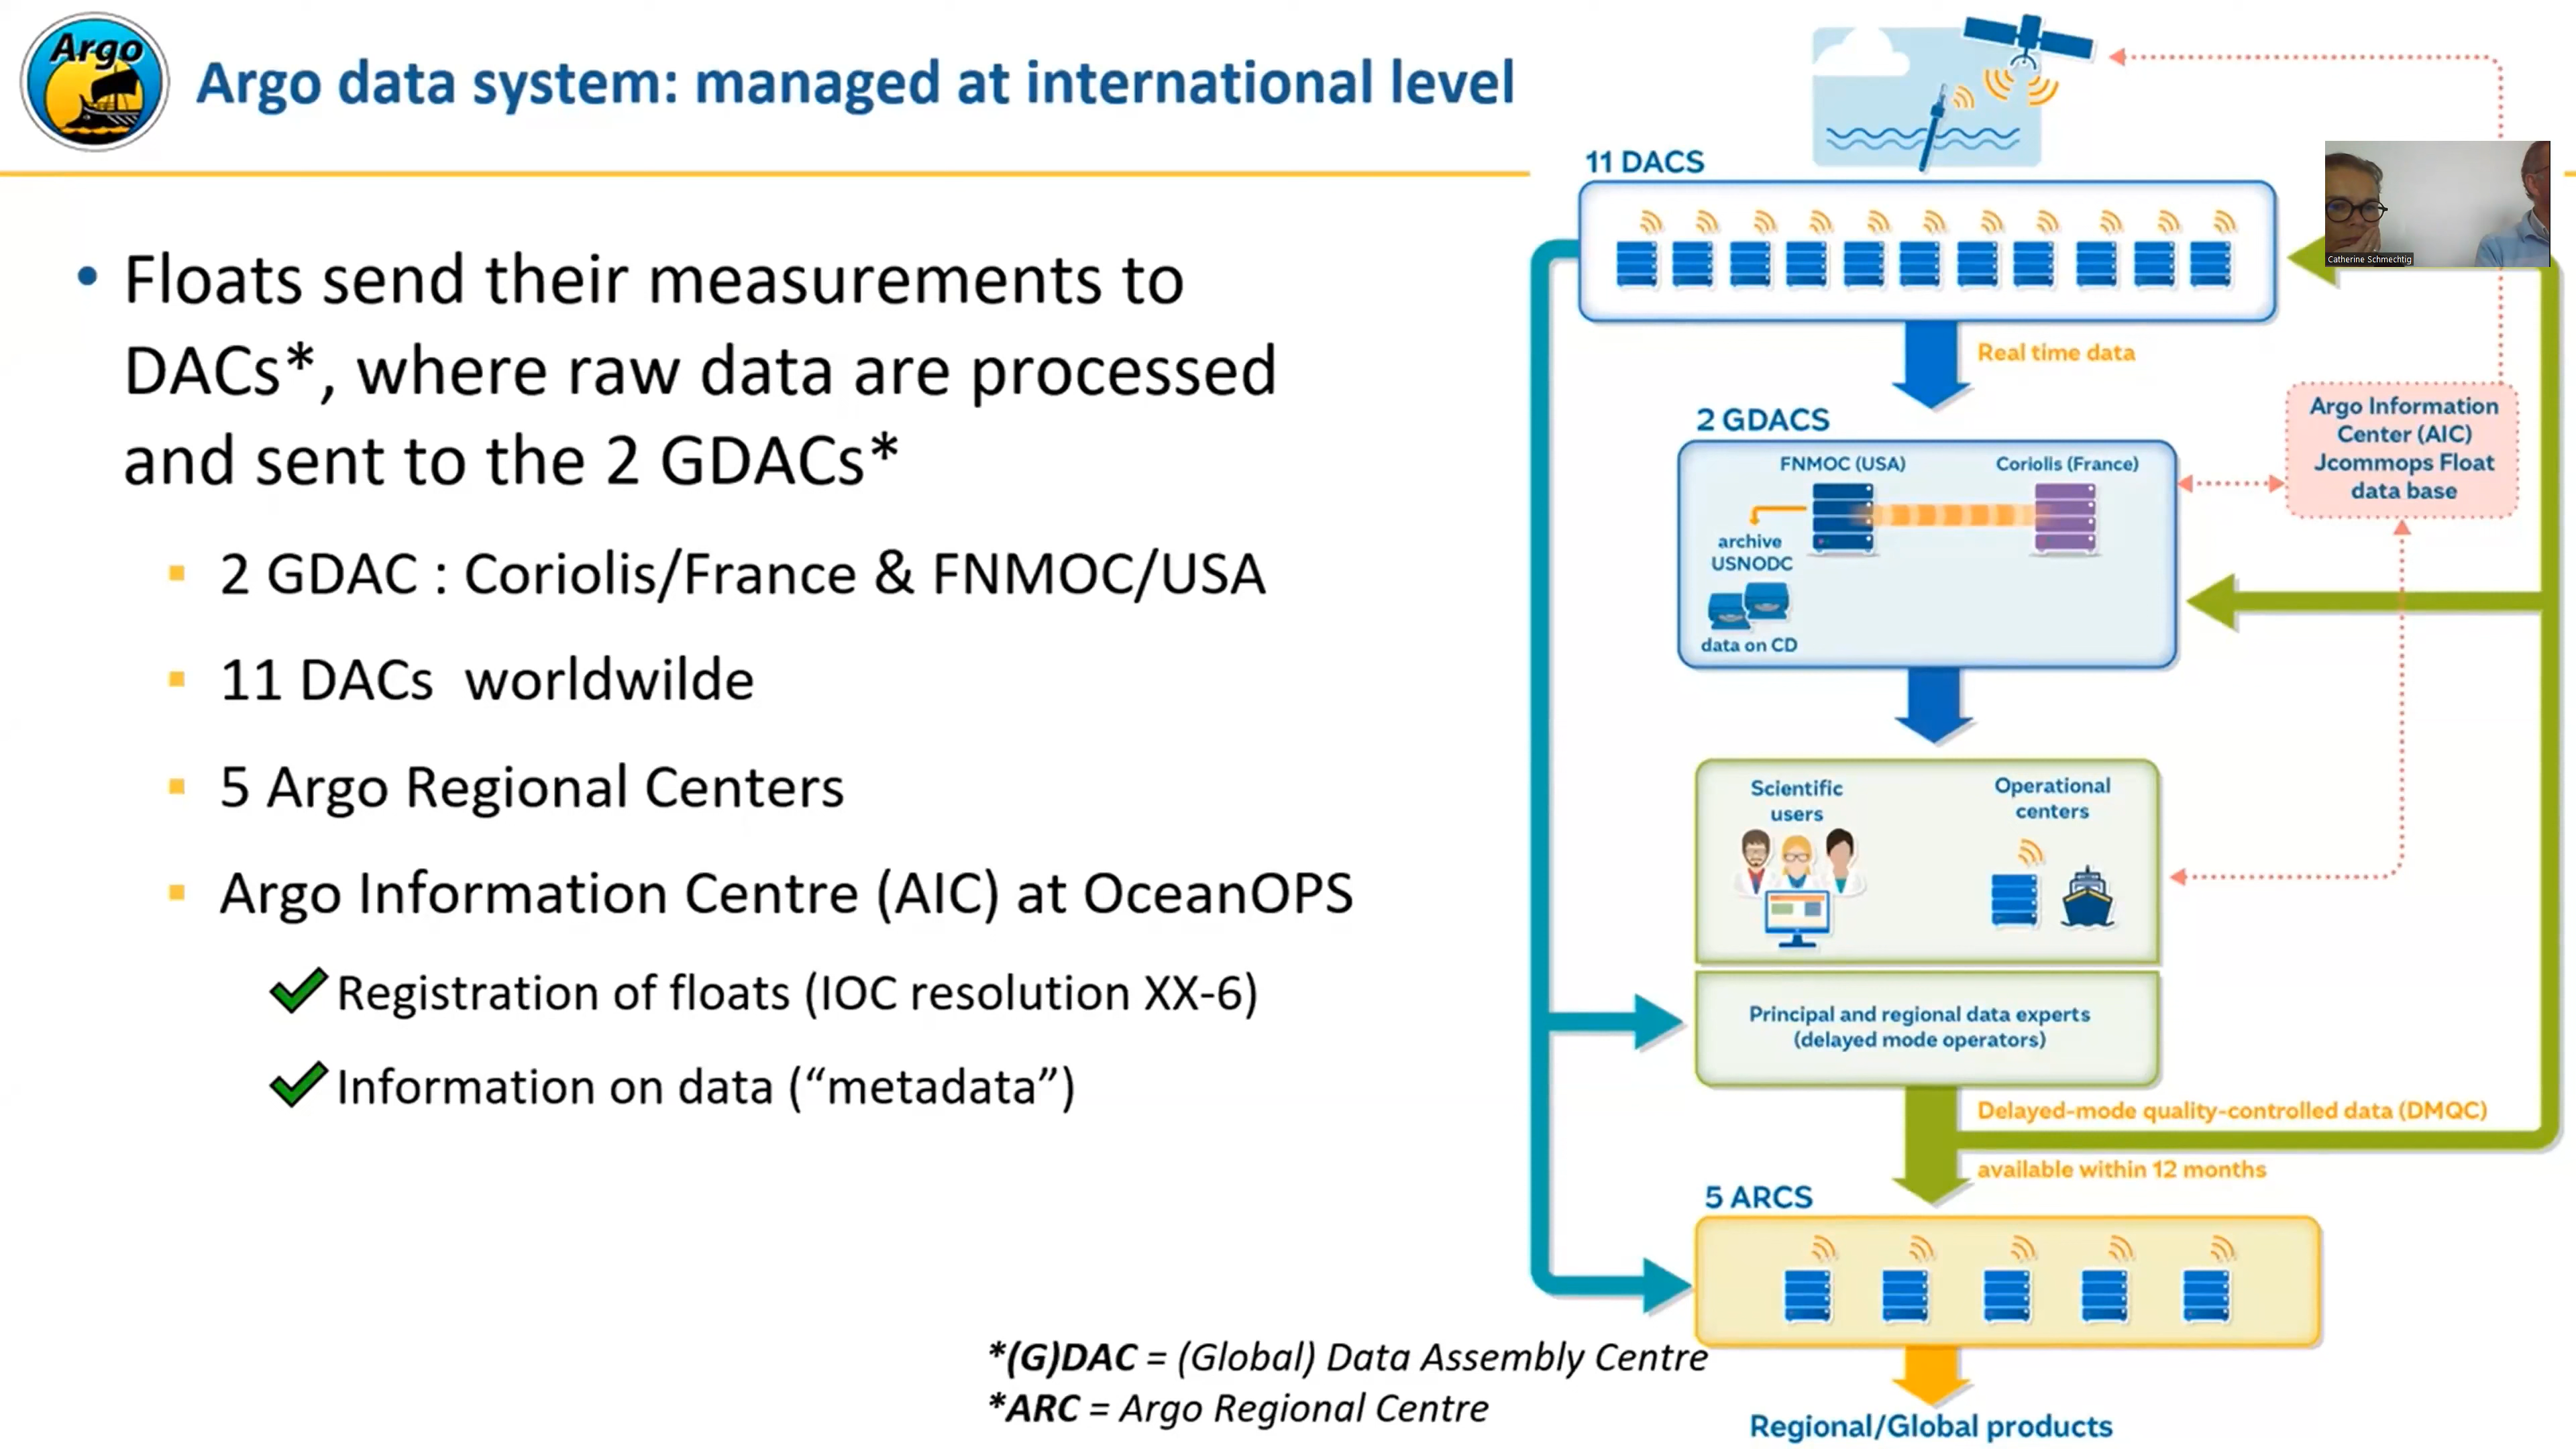 Argo
Argo data system: managed at international level
• Floats send their measurements to
DACs*, where raw data are processed
and sent to the 2 GDACs*
▪ 2 GDAC : Coriolis/France & FNMOC/USA
▪ 11 DACs worldwilde
▪ 5 Argo Regional Centers
▪ Argo Information Centre (AIC) at OceanOPS
✔ Registration of floats (IOC resolution XX-6)
✔ Information on data (“metadata”)
*(G)DAC = (Global) Data Assembly Centre
*ARC = Argo Regional Centre
11 DACS
Catherine Schmechtig
Real time data
2 GDACS
FNMOC (USA)
Coriolis (France)
archive
USNODC
data on CD
Argo Information
Center (AIC)
Jcommops Float
data base
Scientific
users
Operational
centers
Principal and regional data experts
(delayed mode operators)
Delayed-mode quality-controlled data (DMQC)
available within 12 months
5 ARCS
Regional/Global products